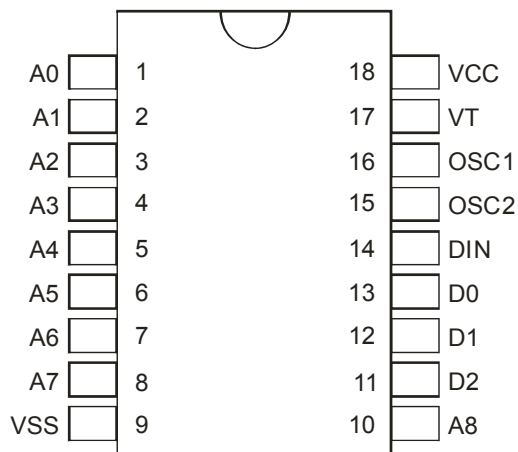 A0 1 18 VCC
A1 2 17 VT
A2 3 16 OSC1
A3 4 15 OSC2
A4 5 14 DIN
A5 6 13 D0
A6 7 12 D1
A7 8 11 D2
VSS 9 10 A8